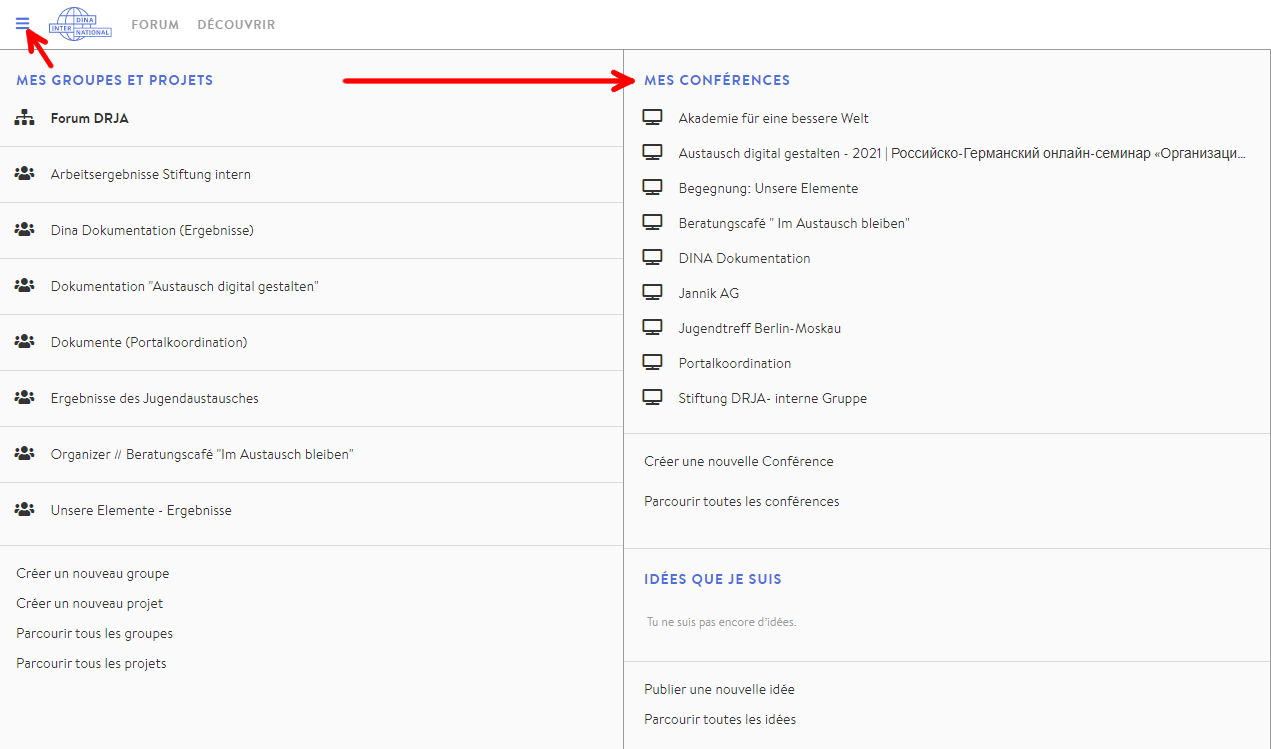 DINA
INTER NATIONAL
FORUM DÉCOUVRIR
MES GROUPES ET PROJETS
Forum DRJA
Arbeitsergebnisse Stiftung intern
Dina Dokumentation (Ergebnisse)
Dokumentation "Austausch digital gestalten"
Dokumente (Portalkoordination)
Ergebnisse des Jugendaustausches
Organizer // Beratungscafé "Im Austausch bleiben"
Unsere Elemente - Ergebnisse
Créer un nouveau groupe
Créer un nouveau projet
Parcourir tous les groupes
Parcourir tous les projets
MES CONFÉRENCES
Akademie für eine bessere Welt
Austausch digital gestalten - 2021 | Российско-Германский онлайн-семинар «Организаци...
Begegnung: Unsere Elemente
Beratungscafé " Im Austausch bleiben"
DINA Dokumentation
Jannik AG
Jugendtreff Berlin-Moskau
Portalkoordination
Stiftung DRJA- interne Gruppe
Créer une nouvelle Conférence
Parcourir toutes les conférences
IDÉES QUE JE SUIS
Tu ne suis pas encore d'idées.
Publier une nouvelle idée
Parcourir toutes les idées